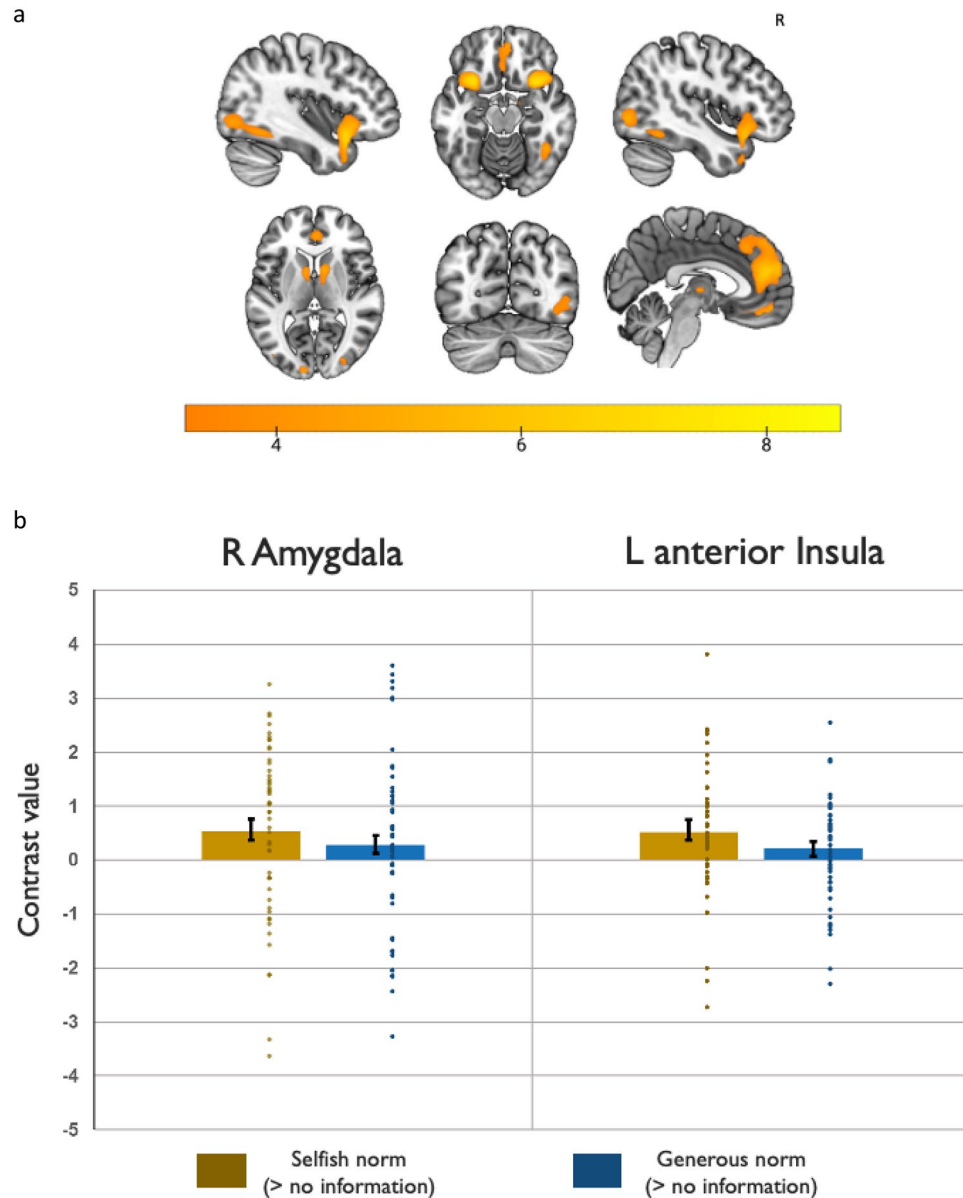 a
R
4 6 8
b
R Amygdala L anterior Insula
5
4
3
2
1
0
-1
-2
-3
-4
-5
Contrast value
Selfish norm
(> no information)
Generous norm
(> no information)